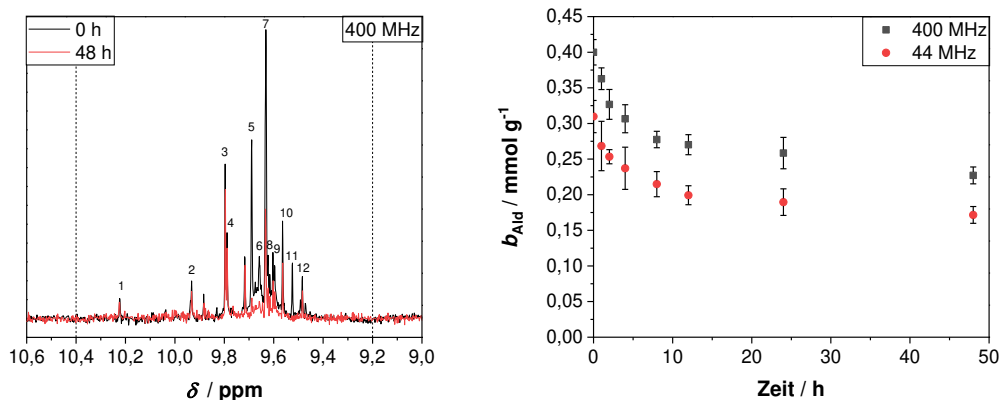 0 h
48 h
400 MHz
7
5
3
10
4
6
8
9
11
2
12
1
10,6 10,4 10,2 10,0 9,8 9,6 9,4 9,2 9,0
δ / ppm
400 MHz
44 MHz
0,45
0,40
0,35
0,30
0,25
0,20
0,15
0,10
0,05
0,00
0 10 20 30 40 50
b_Ald / mmol g⁻¹
Zeit / h